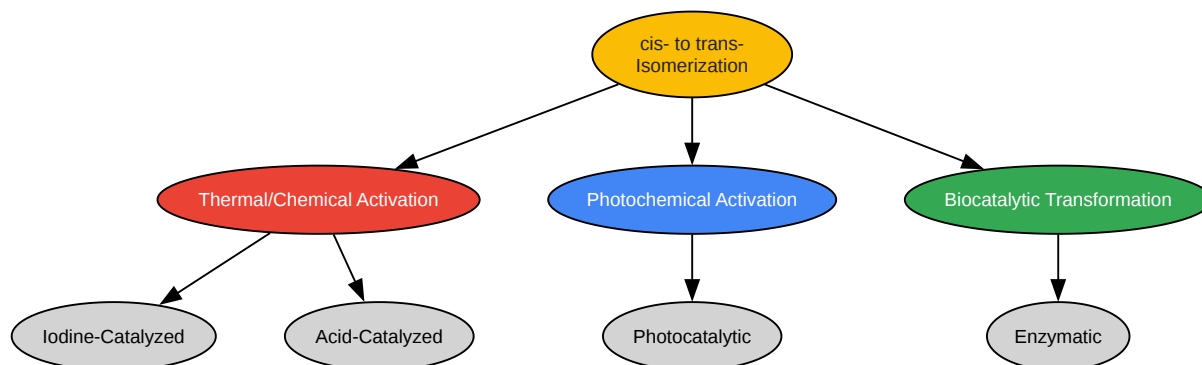 cis- to trans-
Isomerization
Thermal/Chemical Activation
Photochemical Activation
Biocatalytic Transformation
Iodine-Catalyzed
Acid-Catalyzed
Photocatalytic
Enzymatic